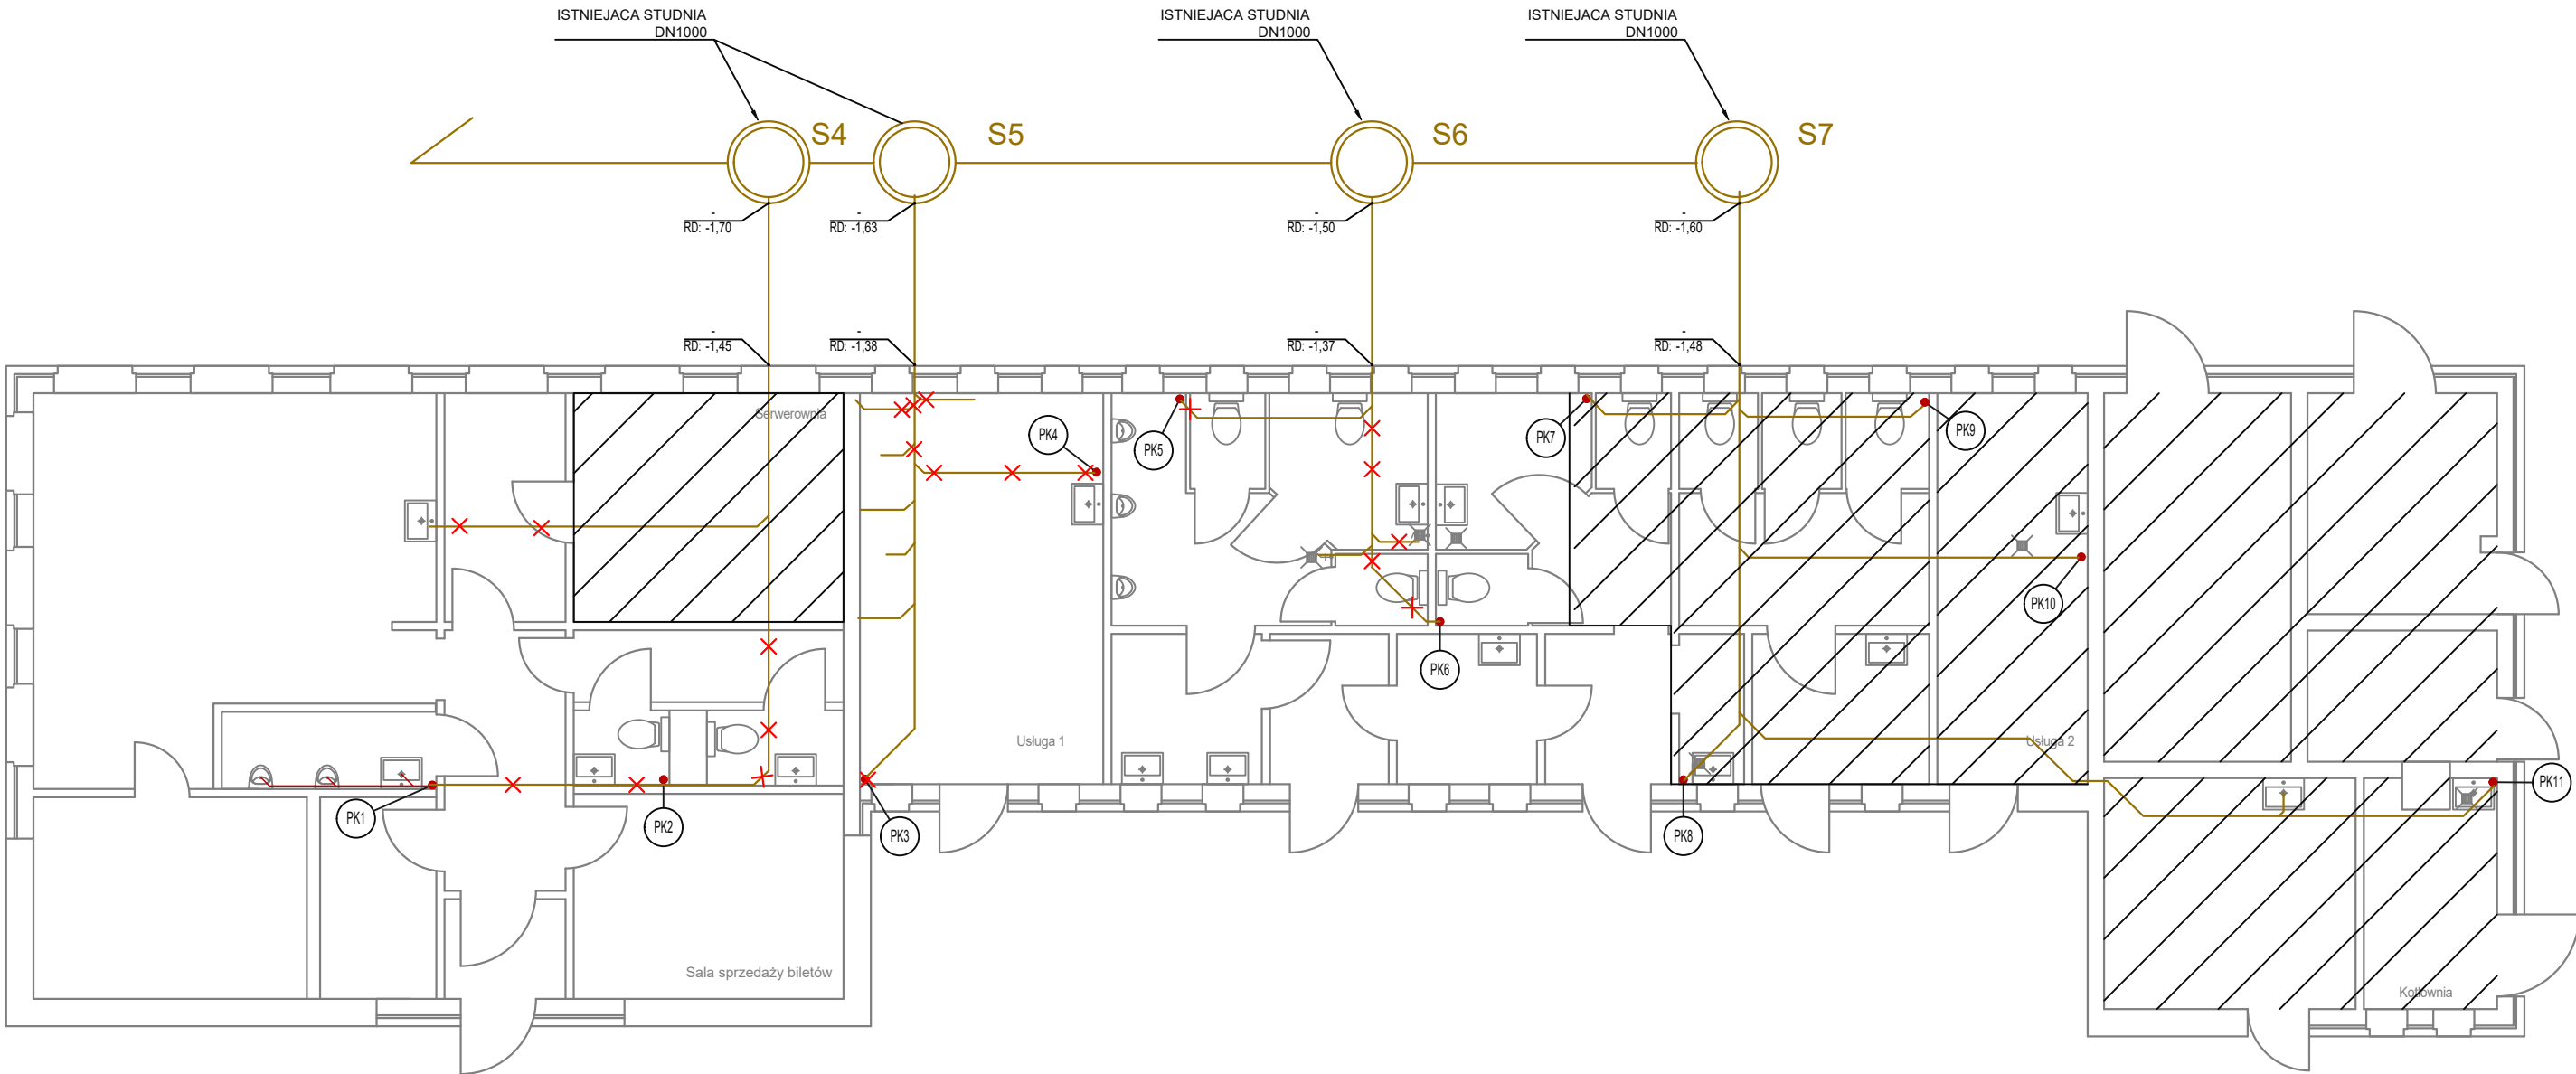 ISTNIEJACA STUDNIA
DN1000
ISTNIEJACA STUDNIA
DN1000
ISTNIEJACA STUDNIA
DN1000
S4
S5
S6
S7
-
RD: -1,70
-
RD: -1,63
-
RD: -1,50
-
RD: -1,60
-
RD: -1,45
-
RD: -1,38
-
RD: -1,37
-
RD: -1,48
Serwerownia
PK4
PK5
PK7
PK9
PK10
PK6
Usługa 1
Usługa 2
PK11
PK1
PK2
PK3
PK8
Sala sprzedaży biletów
Kotłownia